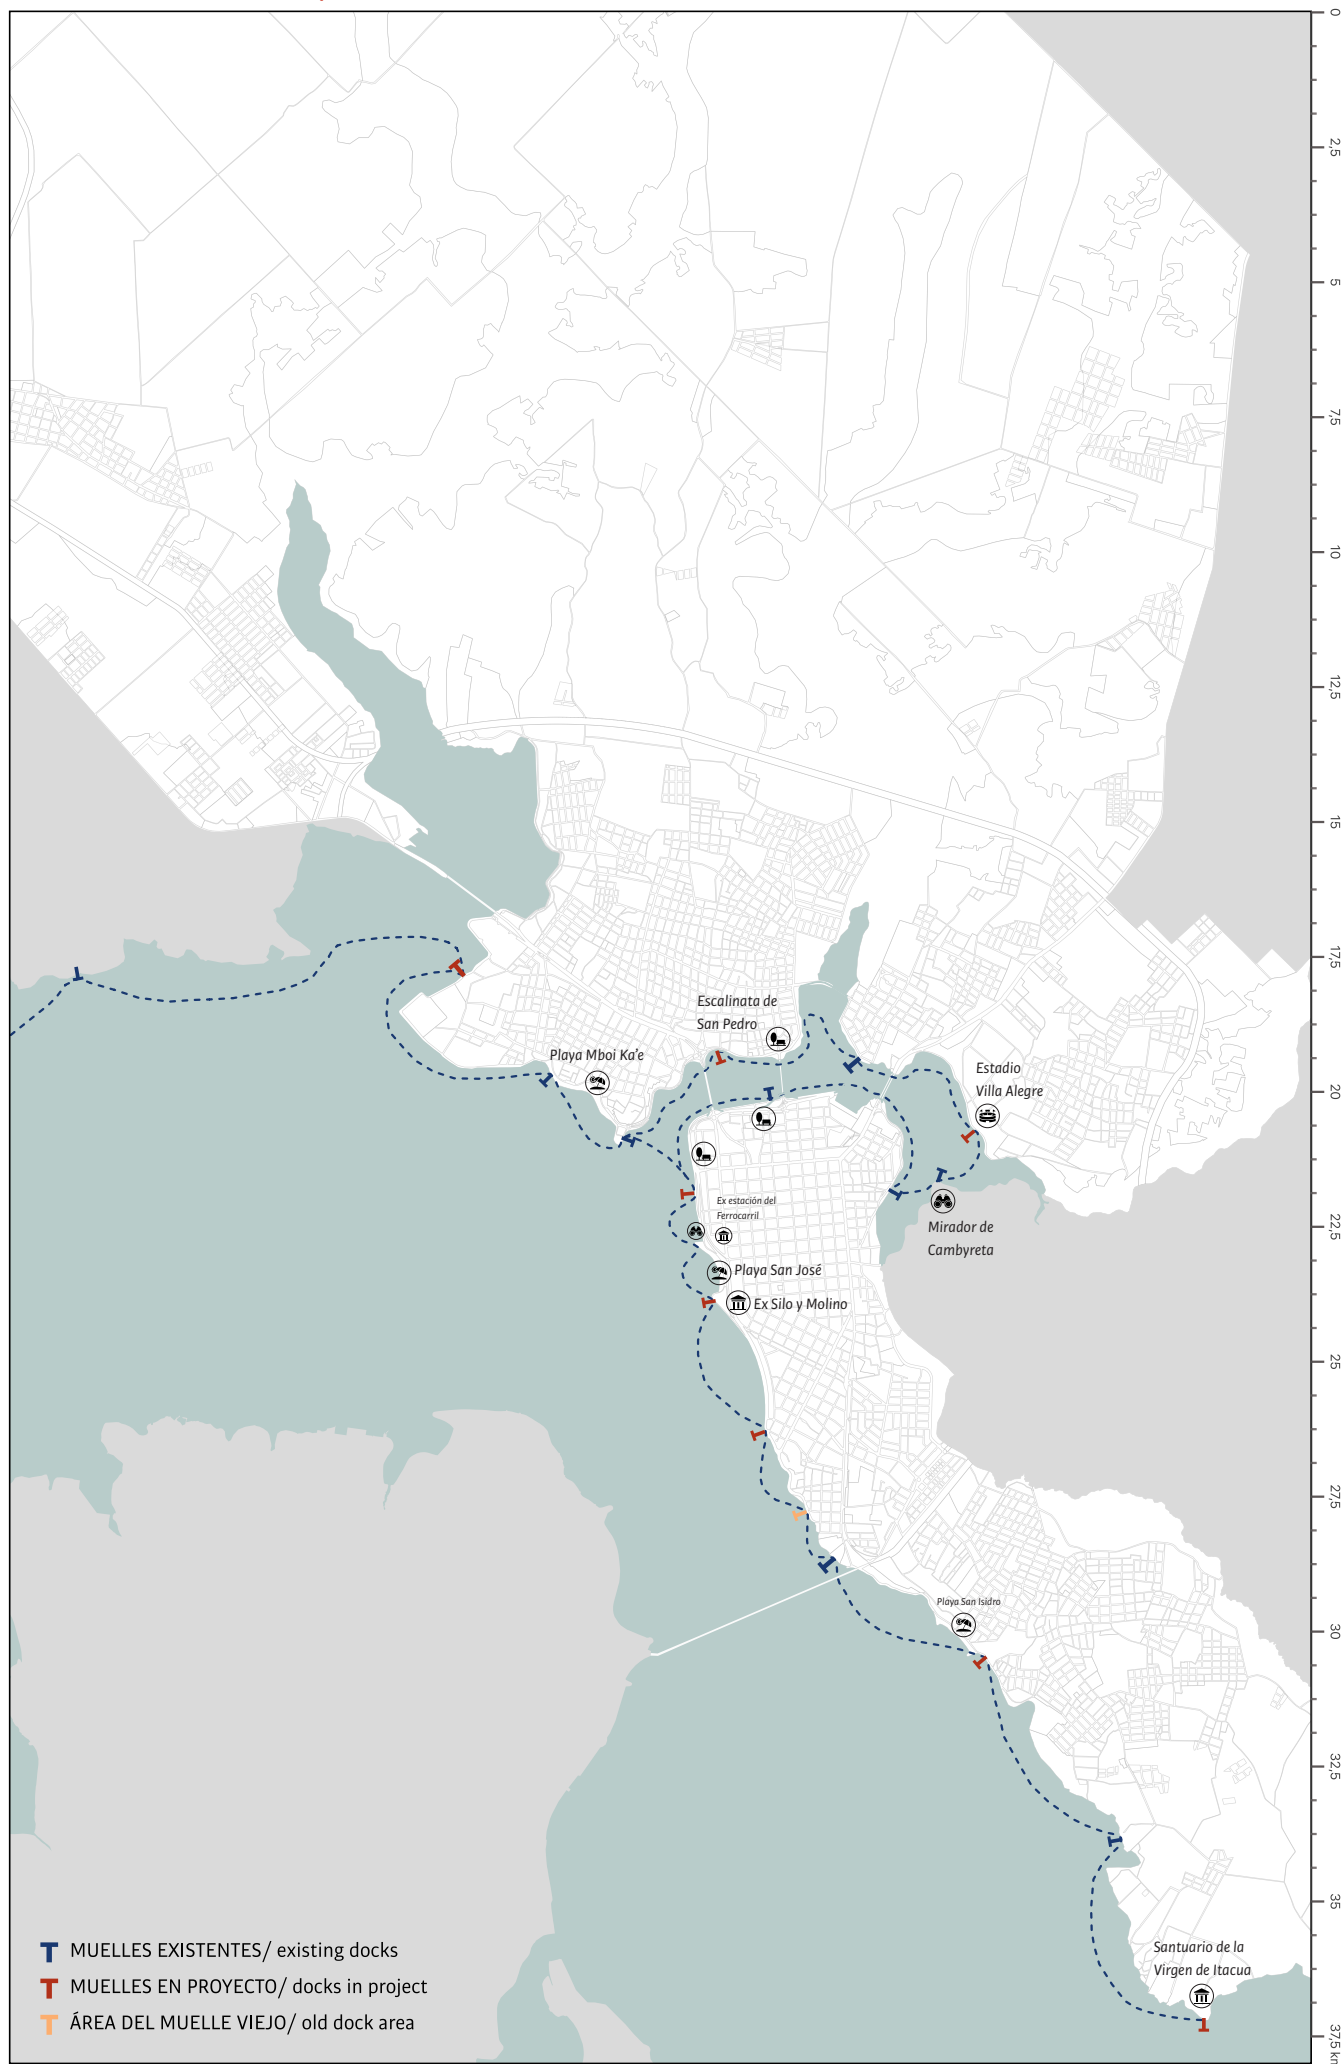 0
2,5
5
7,5
10
12,5
15
17,5
20
22,5
25
27,5
30
32,5
35
37,5 km
Escalinata de
San Pedro
Playa Mboi Ka'e
Estadio
Villa Alegre
Ex estación del
Ferrocarril
Mirador de
Cambyreta
Playa San José
Ex Silo y Molino
Playa San Isidro
Santuario de la
Virgen de Itacua
MUELLES EXISTENTES/ existing docks
MUELLES EN PROYECTO/ docks in project
ÁREA DEL MUELLE VIEJO/ old dock area